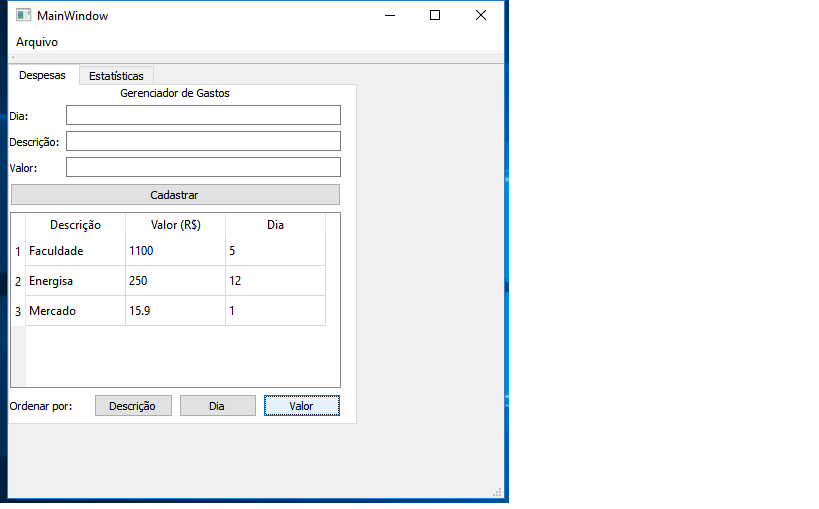 MainWindow
Arquivo
Despesas Estatísticas
Gerenciador de Gastos
Dia:
Descrição:
Valor:
Cadastrar
Descrição Valor (R$) Dia
1 Faculdade 1100 5
2 Energisa 250 12
3 Mercado 15.9 1
Ordenar por: Descrição Dia Valor